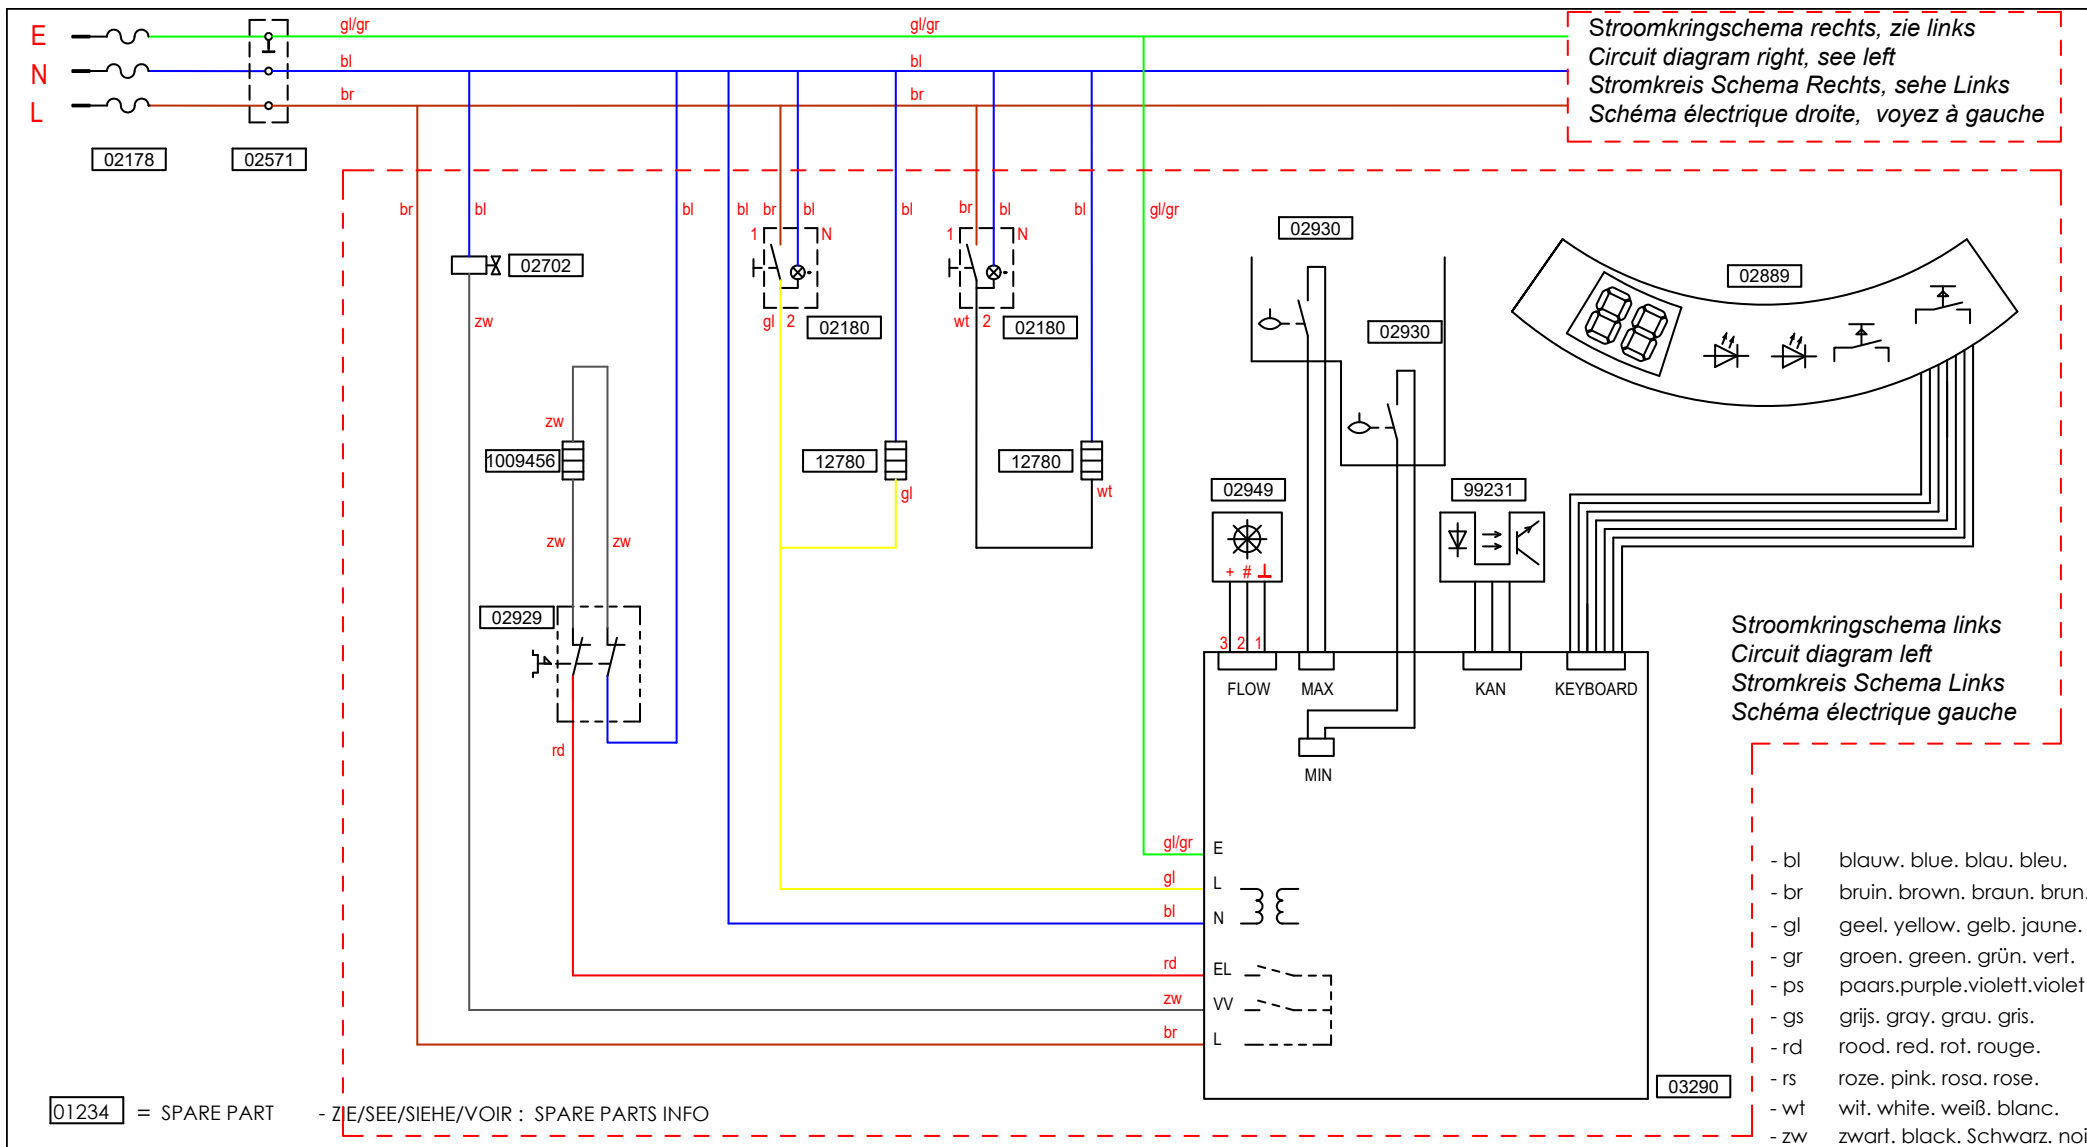 E
N
L
gl/gr
gl/gr
bl
bl
br
br
Stroomkringschema rechts, zie links
Circuit diagram right, see left
Stromkreis Schema Rechts, sehe Links
Schéma électrique droite, voyez à gauche
02178
02571
br
bl
bl
bl
br
bl
bl
br
bl
bl
gl/gr
1
N
1
N
02930
02702
02889
zw
gl
2
02180
wt
2
02180
02930
zw
1009456
12780
gl
12780
wt
02949
99231
zw
zw
+ # ⊥
02929
3 2 1
FLOW
MAX
KAN
KEYBOARD
Stroomkringschema links
Circuit diagram left
Stromkreis Schema Links
Schéma électrique gauche
rd
MIN
gl/gr
E
gl
L
bl
N
rd
EL
zw
VV
br
L
03290
- bl blauw. blue. blau. bleu.
- br bruin. brown. braun. brun.
- gl geel. yellow. gelb. jaune.
- gr groen. green. grün. vert.
- ps paars.purple.violett.violet
- gs grijs. gray. grau. gris.
- rd rood. red. rot. rouge.
- rs roze. pink. rosa. rose.
- wt wit. white. weiß. blanc.
- zw zwart. black. Schwarz. noi
01234 = SPARE PART - ZIE/SEE/SIEHE/VOIR : SPARE PARTS INFO